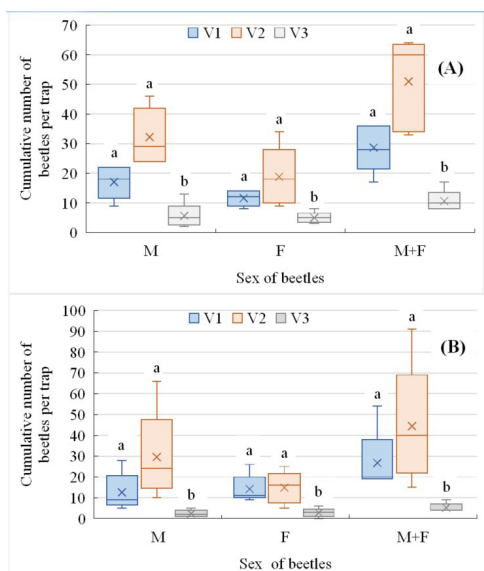 70
V1 V2 V3
(A)
60
50
40
30
20
10
0
Cumulative number of
beetles per trap
a a b
a a b
a a b
M F M+F
Sex of beetles
100
V1 V2 V3
(B)
90
80
70
60
50
40
30
20
10
0
Cumulative number of
beetles per trap
a a b
a a b
a a b
M F M+F
Sex of beetles